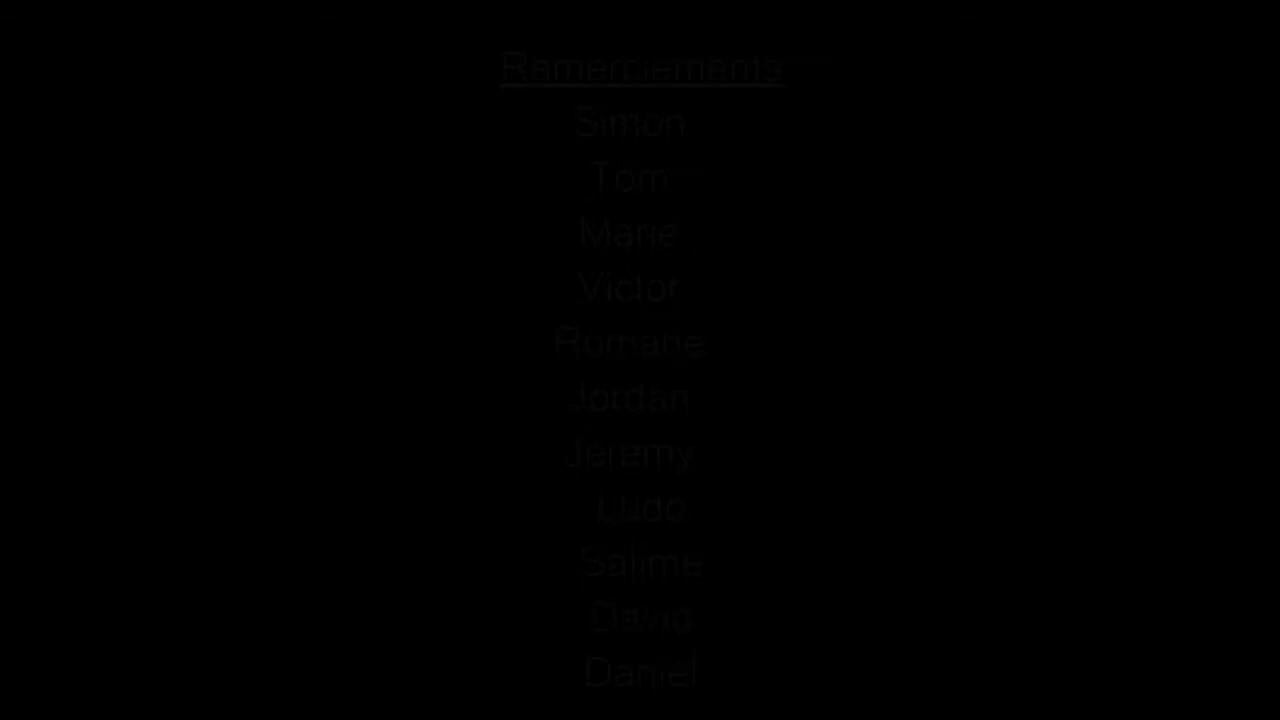 Remerciements
Simon
Tom
Marie
Victor
Romane
Jordan
Jeremy
Ludo
Salime
David
Daniel